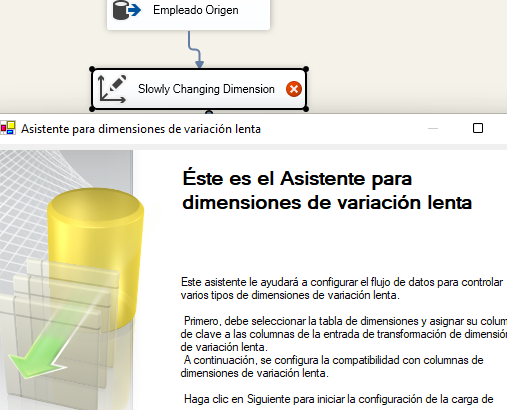 Empleado Origen
Slowly Changing Dimension
Asistente para dimensiones de variación lenta
Éste es el Asistente para
dimensiones de variación lenta
Este asistente le ayudará a configurar el flujo de datos para controlar
varios tipos de dimensiones de variación lenta.
Primero, debe seleccionar la tabla de dimensiones y asignar su colum
de clave a las columnas de la entrada de transformación de dimensió
de variación lenta.
A continuación, se configura la compatibilidad con columnas de
dimensiones de variación lenta.
Haga clic en Siguiente para iniciar la configuración de la carga de